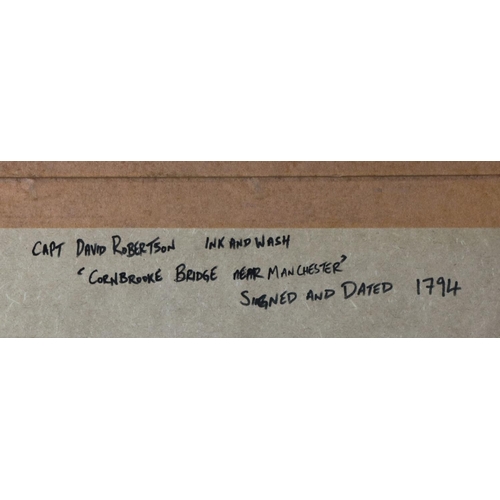 CAPT DAVID ROBERTSON INK AND WASH
"CORNBROOKE BRIDGE NEAR MANCHESTER"
SIGNED AND DATED 1794